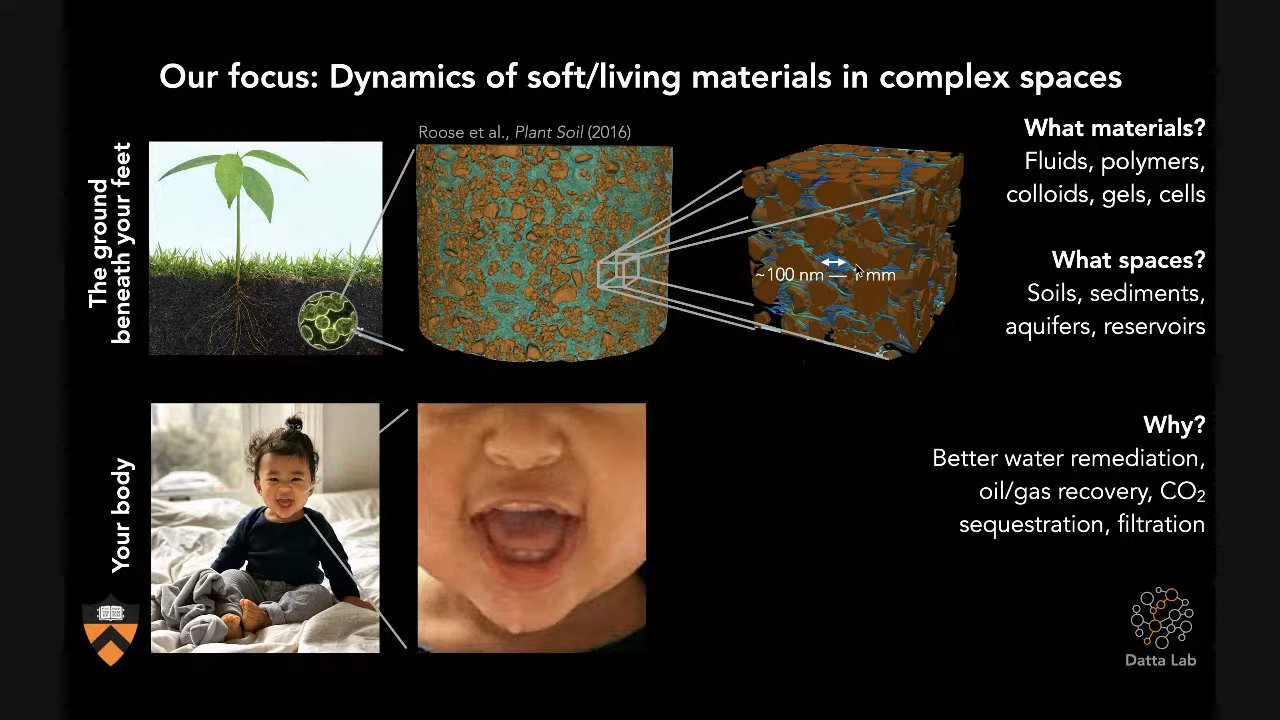 Our focus: Dynamics of soft/living materials in complex spaces
The ground
beneath your feet
Roose et al., Plant Soil (2016)
~100 nm — 1 mm
What materials?
Fluids, polymers,
colloids, gels, cells
What spaces?
Soils, sediments,
aquifers, reservoirs
Your body
Why?
Better water remediation,
oil/gas recovery, CO₂
sequestration, filtration
Datta Lab